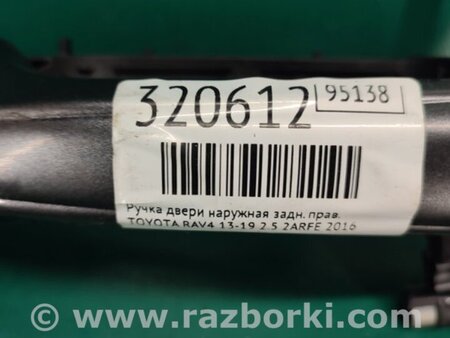 320612 95138
Ручка двери наружная задн. прав.
TOYOTA RAV4 13-19 2.5 2ARFE 2016
www.razborki.com